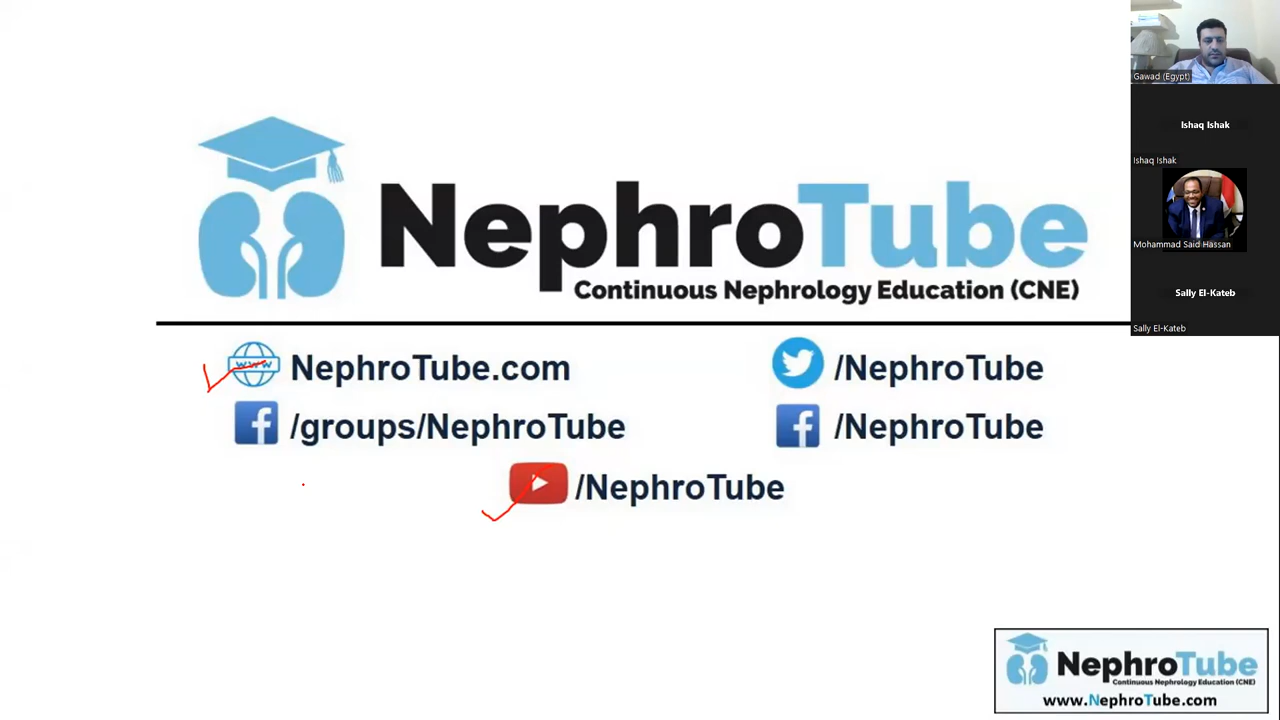 NephroTube
Continuous Nephrology Education (CNE)
www
NephroTube.com
/NephroTube
/groups/NephroTube
/NephroTube
/NephroTube
Gawad (Egypt)
Ishaq Ishak
Ishaq Ishak
Mohammad Said Hassan
Sally El-Kateb
Sally El-Kateb
NephroTube
Continuous Nephrology Education (CNE)
www.NephroTube.com